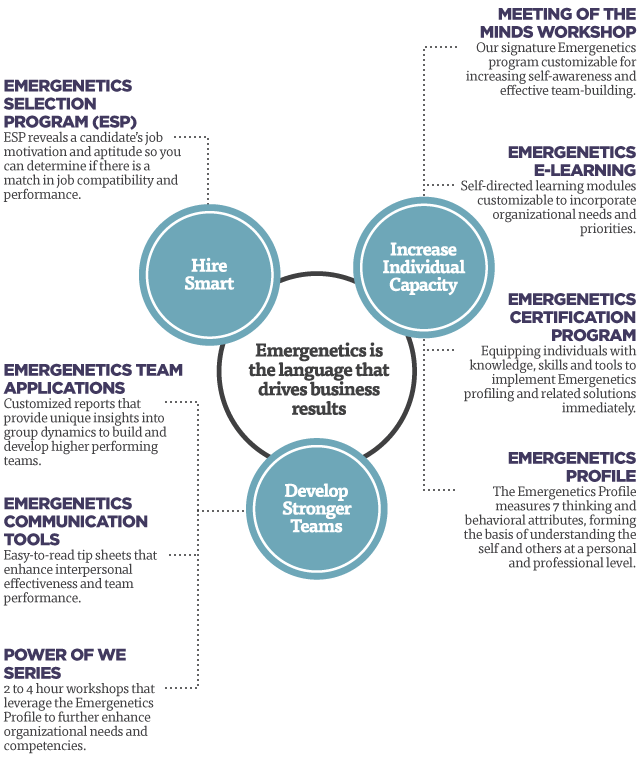 MEETING OF THE
MINDS WORKSHOP
Our signature Emergenetics
program customizable for
increasing self-awareness and
effective team-building.
EMERGENETICS
SELECTION
PROGRAM (ESP)
ESP reveals a candidate's job
motivation and aptitude so you
can determine if there is a
match in job compatibility and
performance.
EMERGENETICS
E-LEARNING
Self-directed learning modules
customizable to incorporate
organizational needs and
priorities.
Hire
Smart
Increase
Individual
Capacity
EMERGENETICS
CERTIFICATION
PROGRAM
Equipping individuals with
knowledge, skills and tools to
implement Emergenetics
profiling and related solutions
immediately.
Emergenetics is
the language that
drives business
results
EMERGENETICS TEAM
APPLICATIONS
Customized reports that
provide unique insights into
group dynamics to build and
develop higher performing
teams.
EMERGENETICS
PROFILE
The Emergenetics Profile
measures 7 thinking and
behavioral attributes, forming
the basis of understanding the
self and others at a personal
and professional level.
Develop
Stronger
Teams
EMERGENETICS
COMMUNICATION
TOOLS
Easy-to-read tip sheets that
enhance interpersonal
effectiveness and team
performance.
POWER OF WE
SERIES
2 to 4 hour workshops that
leverage the Emergenetics
Profile to further enhance
organizational needs and
competencies.